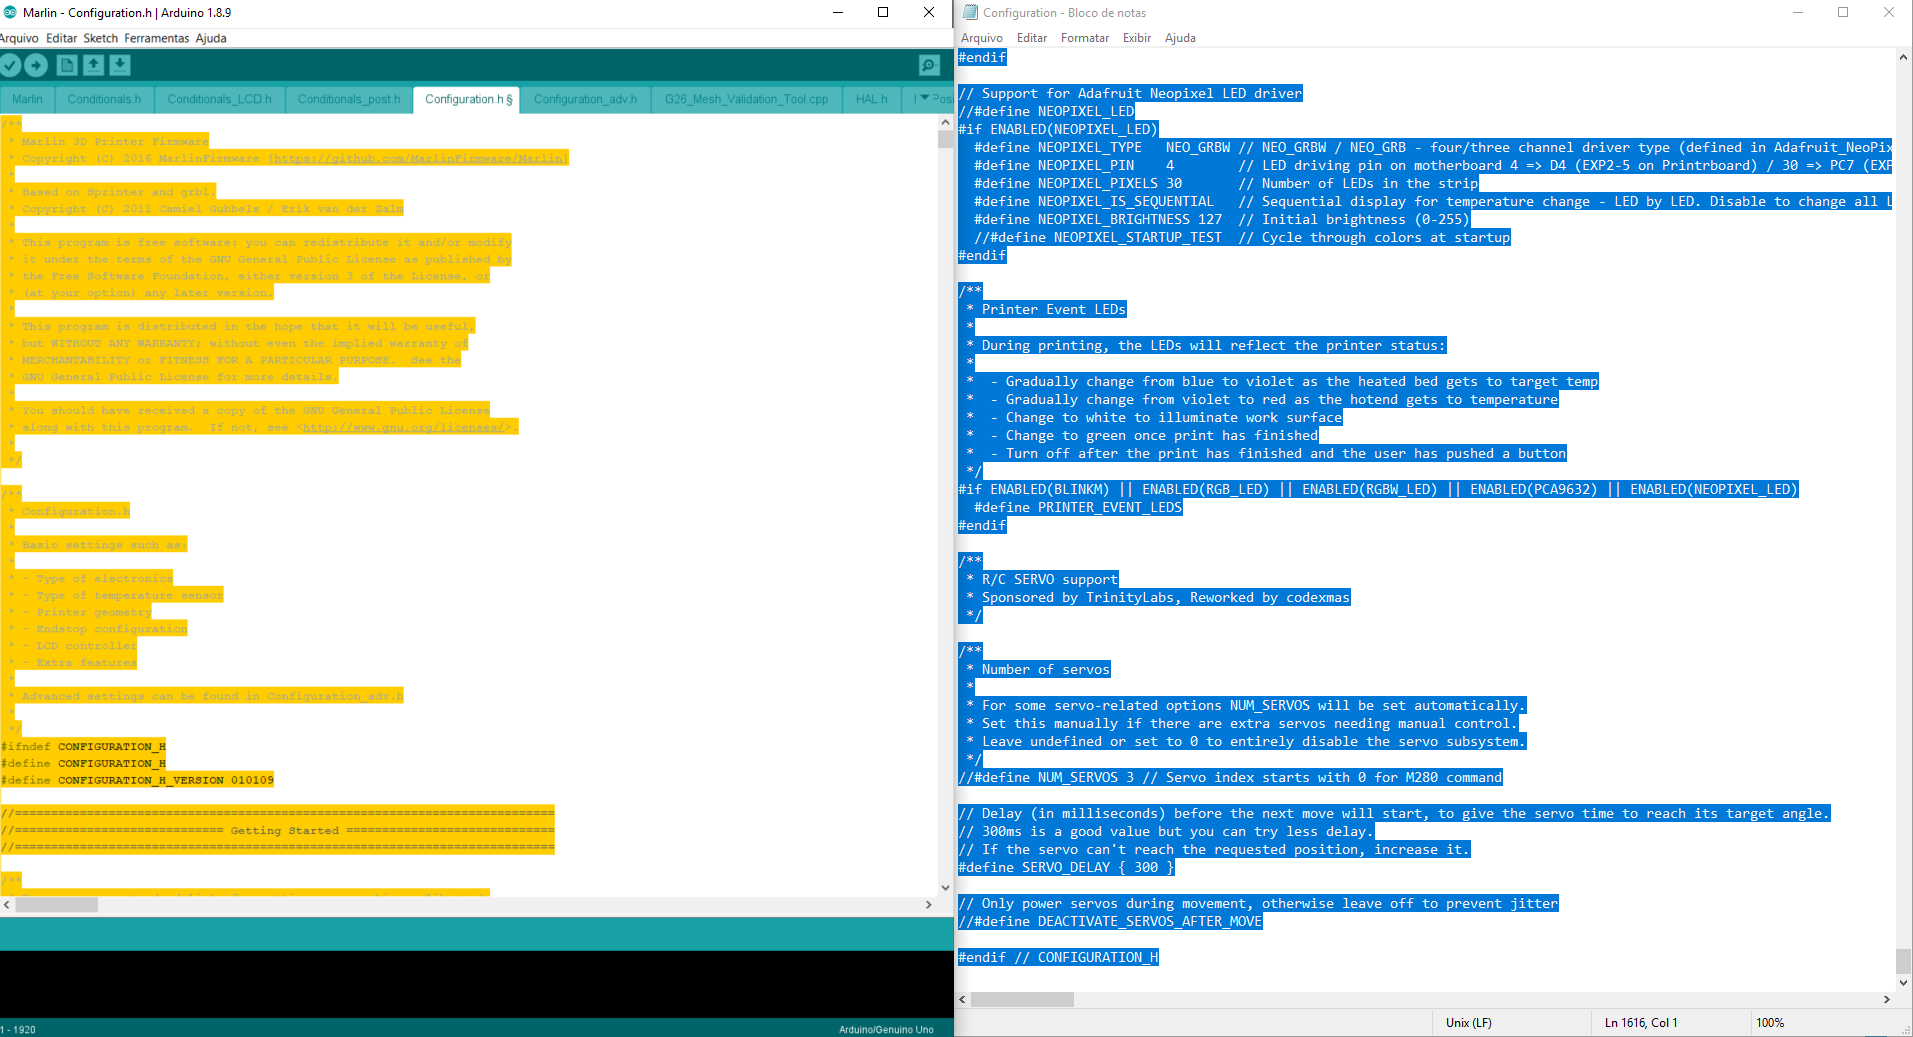 Marlin - Configuration.h | Arduino 1.8.9
Arquivo Editar Sketch Ferramentas Ajuda
Marlin Conditionals.h Conditionals_LCD.h Conditionals_post.h Configuration.h § Configuration_adv.h G26_Mesh_Validation_Tool.cpp HAL.h
/**
* Marlin 3D Printer Firmware
* Copyright (C) 2016 MarlinFirmware [https://github.com/MarlinFirmware/Marlin]
*
* Based on Sprinter and grbl.
* Copyright (C) 2011 Camiel Gubbels / Erik van der Zalm
*
* This program is free software: you can redistribute it and/or modify
* it under the terms of the GNU General Public License as published by
* the Free Software Foundation, either version 3 of the License, or
* (at your option) any later version.
*
* This program is distributed in the hope that it will be useful,
* but WITHOUT ANY WARRANTY; without even the implied warranty of
* MERCHANTABILITY or FITNESS FOR A PARTICULAR PURPOSE.  See the
* GNU General Public License for more details.
*
* You should have received a copy of the GNU General Public License
* along with this program.  If not, see <http://www.gnu.org/licenses/>.
*
*/
/**
* Configuration.h
*
* Basic settings such as:
*
* - Type of electronics
* - Type of temperature sensor
* - Printer geometry
* - Endstop configuration
* - LCD controller
* - Extra features
*
* Advanced settings can be found in Configuration_adv.h
*
*/
#ifndef CONFIGURATION_H
#define CONFIGURATION_H
#define CONFIGURATION_H_VERSION 010109
//===========================================================================
//============================= Getting Started =============================
//===========================================================================
/**
1 - 1920
Arduino/Genuino Uno
Configuration - Bloco de notas
Arquivo Editar Formatar Exibir Ajuda
#endif
// Support for Adafruit Neopixel LED driver
//#define NEOPIXEL_LED
#if ENABLED(NEOPIXEL_LED)
#define NEOPIXEL_TYPE   NEO_GRBW // NEO_GRBW / NEO_GRB - four/three channel driver type (defined in Adafruit_NeoPix
#define NEOPIXEL_PIN    4        // LED driving pin on motherboard 4 => D4 (EXP2-5 on Printrboard) / 30 => PC7 (EXP
#define NEOPIXEL_PIXELS 30       // Number of LEDs in the strip
#define NEOPIXEL_IS_SEQUENTIAL   // Sequential display for temperature change - LED by LED. Disable to change all L
#define NEOPIXEL_BRIGHTNESS 127  // Initial brightness (0-255)
//#define NEOPIXEL_STARTUP_TEST  // Cycle through colors at startup
#endif
/**
* Printer Event LEDs
*
* During printing, the LEDs will reflect the printer status:
*
*  - Gradually change from blue to violet as the heated bed gets to target temp
*  - Gradually change from violet to red as the hotend gets to temperature
*  - Change to white to illuminate work surface
*  - Change to green once print has finished
*  - Turn off after the print has finished and the user has pushed a button
*/
#if ENABLED(BLINKM) || ENABLED(RGB_LED) || ENABLED(RGBW_LED) || ENABLED(PCA9632) || ENABLED(NEOPIXEL_LED)
#define PRINTER_EVENT_LEDS
#endif
/**
* R/C SERVO support
* Sponsored by TrinityLabs, Reworked by codexmas
*/
/**
* Number of servos
*
* For some servo-related options NUM_SERVOS will be set automatically.
* Set this manually if there are extra servos needing manual control.
* Leave undefined or set to 0 to entirely disable the servo subsystem.
*/
//#define NUM_SERVOS 3 // Servo index starts with 0 for M280 command
// Delay (in milliseconds) before the next move will start, to give the servo time to reach its target angle.
// 300ms is a good value but you can try less delay.
// If the servo can't reach the requested position, increase it.
#define SERVO_DELAY { 300 }
// Only power servos during movement, otherwise leave off to prevent jitter
//#define DEACTIVATE_SERVOS_AFTER_MOVE
#endif // CONFIGURATION_H
Unix (LF)
Ln 1616, Col 1
100%